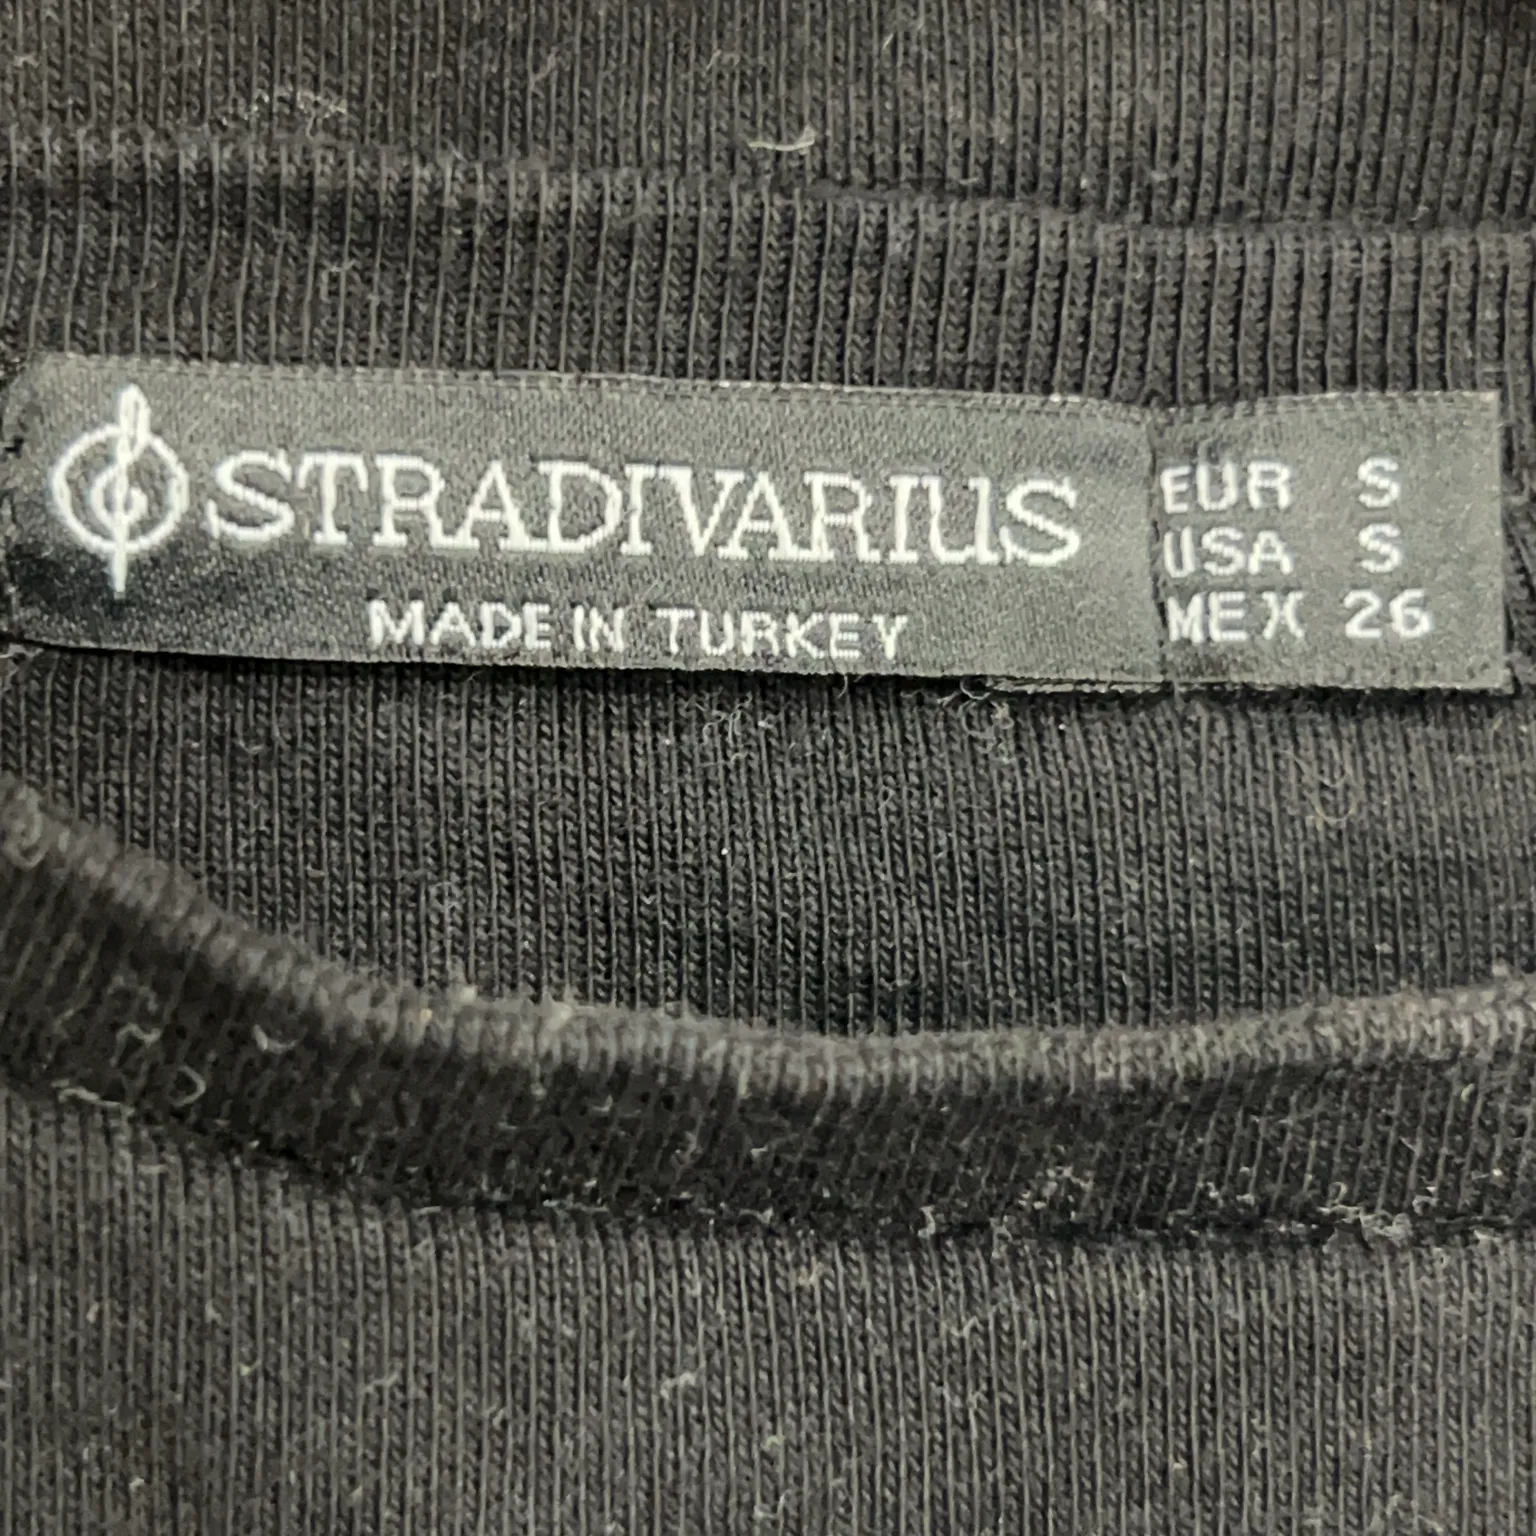 STRADIVARIUS
MADE IN TURKEY
EUR S
USA S
MEX 26